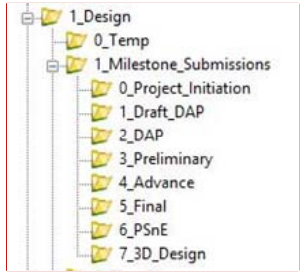 1_Design
0_Temp
1_Milestone_Submissions
0_Project_Initiation
1_Draft_DAP
2_DAP
3_Preliminary
4_Advance
5_Final
6_PSnE
7_3D_Design